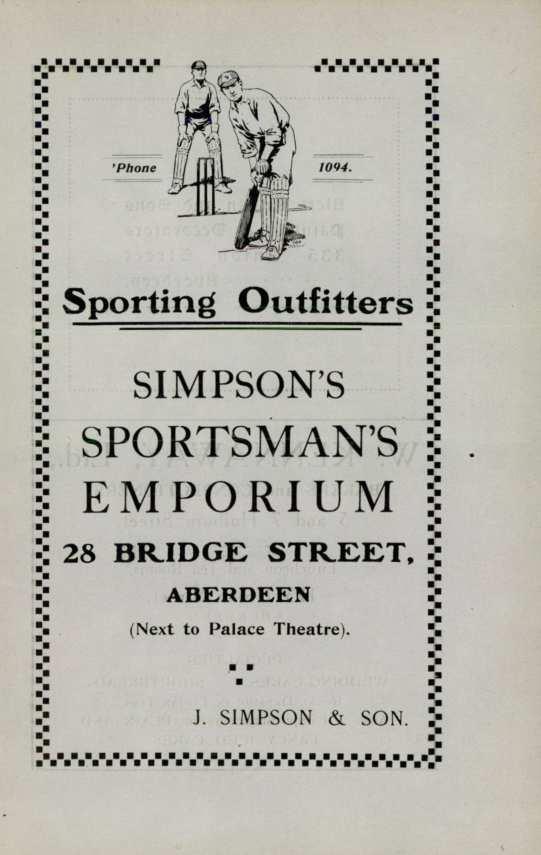 'Phone 1094.
Sporting Outfitters
SIMPSON'S
SPORTSMAN'S
EMPORIUM
28 BRIDGE STREET,
ABERDEEN
(Next to Palace Theatre).
J. SIMPSON & SON.